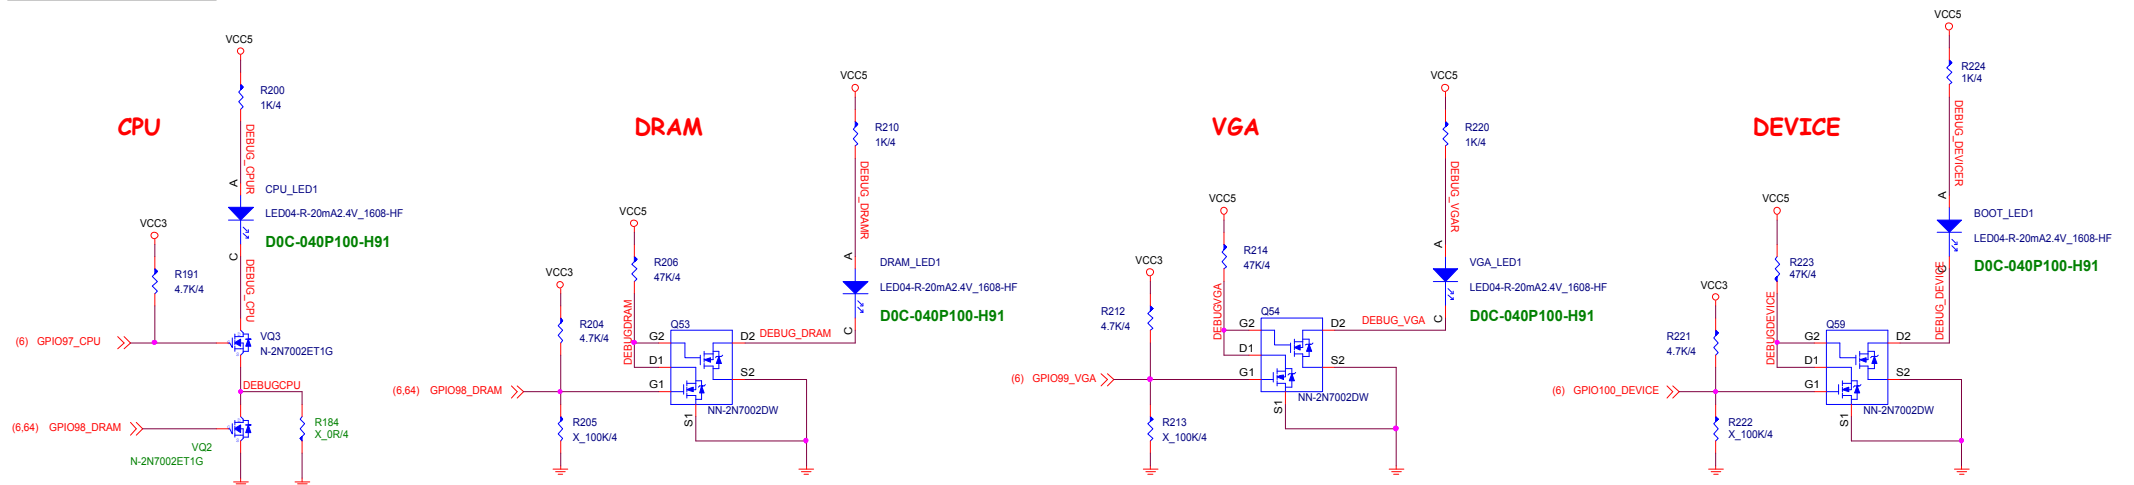 CPU
VCC5
R200
1K/4
DEBUG_CPUR
A
CPU_LED1
LED04-R-20mA2.4V_1608-HF
D0C-040P100-H91
C
DEBUG_CPU
VCC3
R191
4.7K/4
(6) GPIO97_CPU
VQ3
N-2N7002ET1G
DEBUGCPU
(6,64) GPIO98_DRAM
VQ2
N-2N7002ET1G
R184
X_0R/4
DRAM
VCC5
R210
1K/4
DEBUG_DRAMR
A
DRAM_LED1
LED04-R-20mA2.4V_1608-HF
D0C-040P100-H91
C
VCC5
R206
47K/4
DEBUGDRAM
VCC3
R204
4.7K/4
Q53
G2
D2
DEBUG_DRAM
D1
S2
G1
S1
NN-2N7002DW
(6,64) GPIO98_DRAM
R205
X_100K/4
VGA
VCC5
R220
1K/4
DEBUG_VGAR
A
VGA_LED1
LED04-R-20mA2.4V_1608-HF
D0C-040P100-H91
C
VCC5
R214
47K/4
DEBUGVGA
VCC3
R212
4.7K/4
Q54
G2
D2
DEBUG_VGA
D1
S2
G1
S1
NN-2N7002DW
(6) GPIO99_VGA
R213
X_100K/4
DEVICE
VCC5
R224
1K/4
DEBUG_DEVICER
A
BOOT_LED1
LED04-R-20mA2.4V_1608-HF
D0C-040P100-H91
C
DEBUG_DEVICE
VCC5
R223
47K/4
DEBUGDEVICE
VCC3
R221
4.7K/4
Q59
G2
D2
D1
S2
G1
S1
NN-2N7002DW
(6) GPIO100_DEVICE
R222
X_100K/4